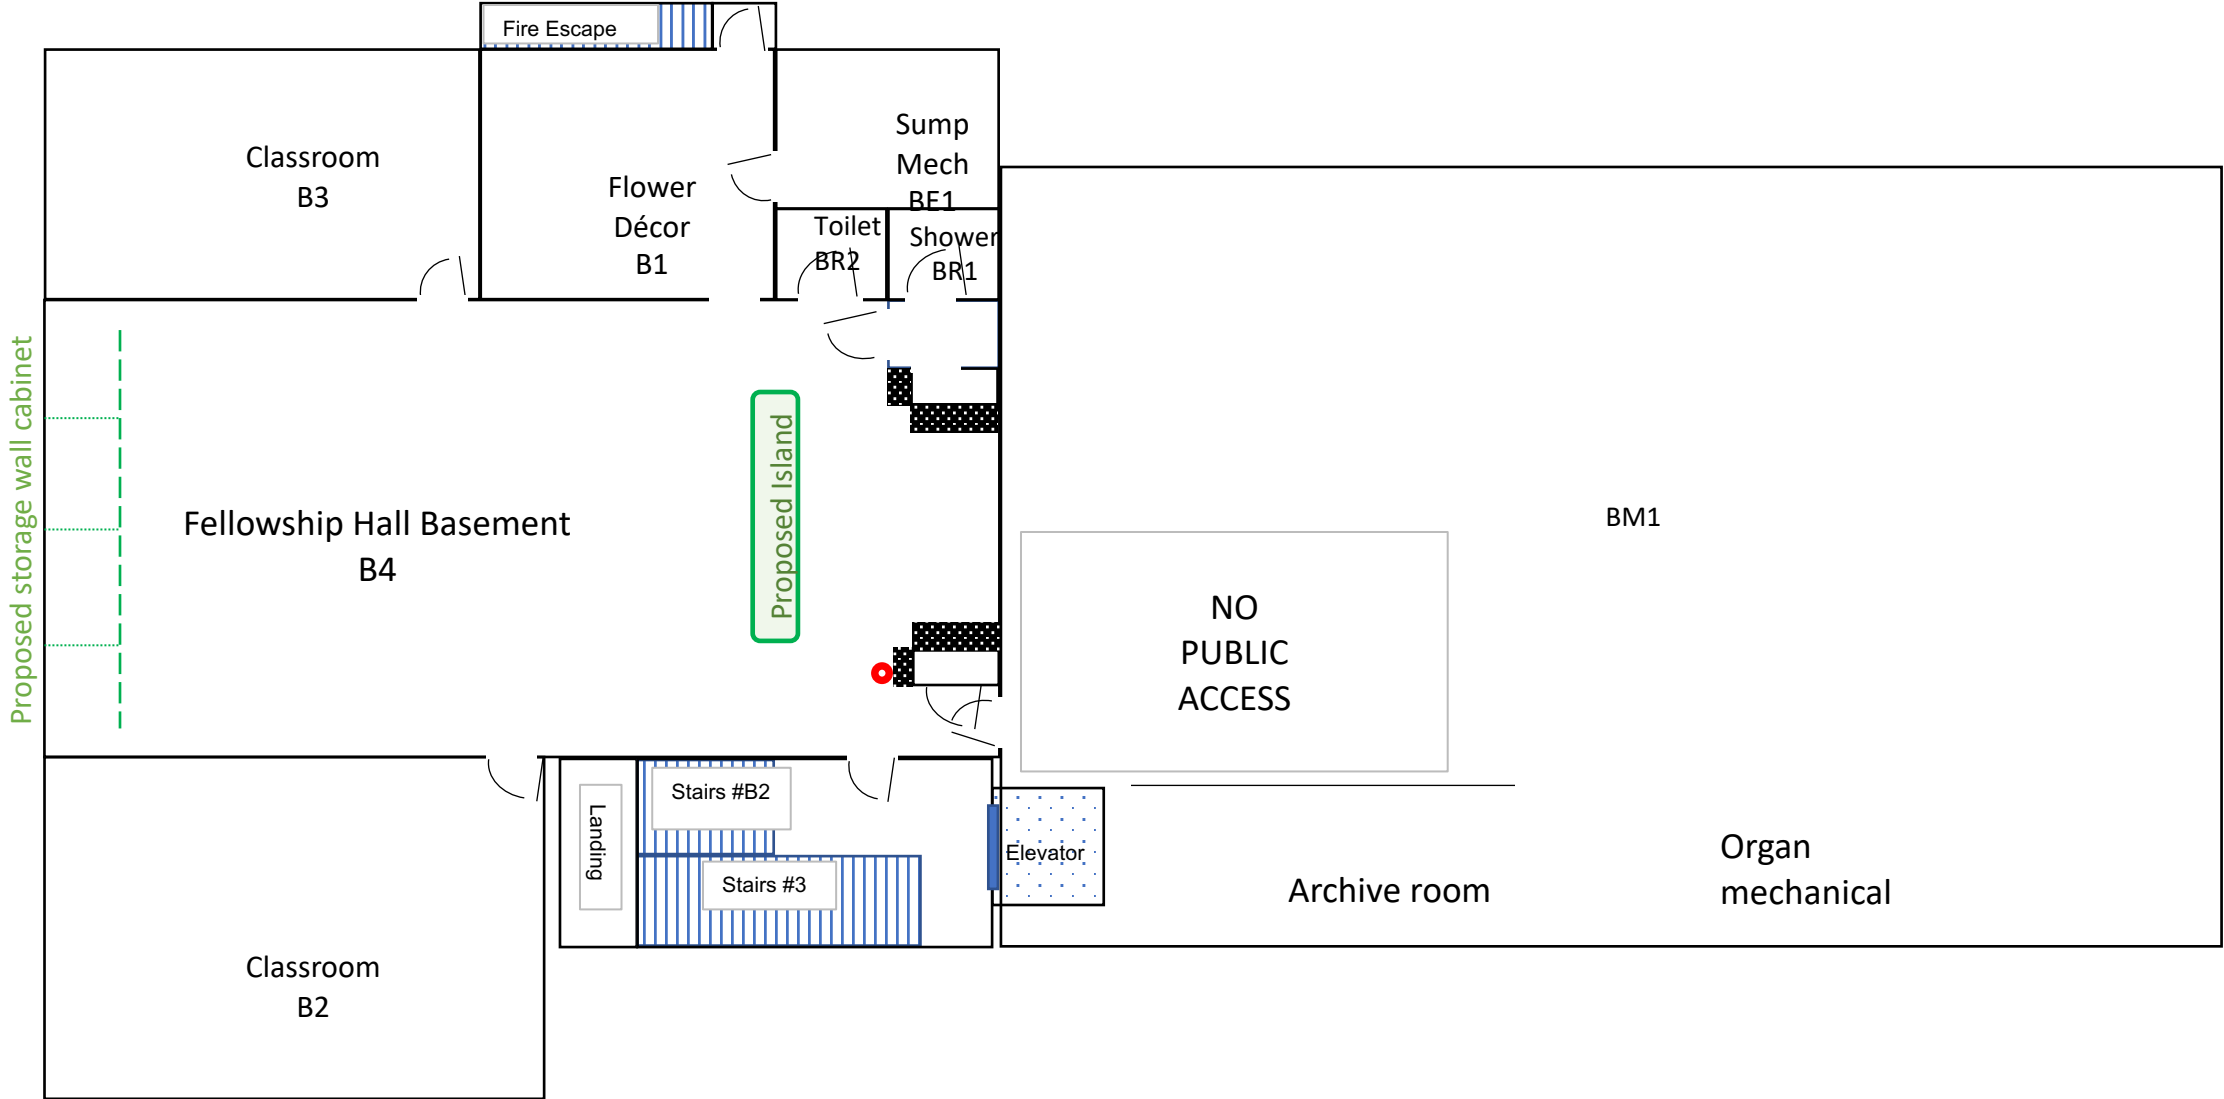 Fire Escape
Classroom
B3
Flower
Décor
B1
Sump
Mech
BE1
Toilet
BR2
Shower
BR1
Proposed storage wall cabinet
Fellowship Hall Basement
B4
Proposed Island
BM1
NO
PUBLIC
ACCESS
Landing
Stairs #B2
Stairs #3
Elevator
Archive room
Organ
mechanical
Classroom
B2